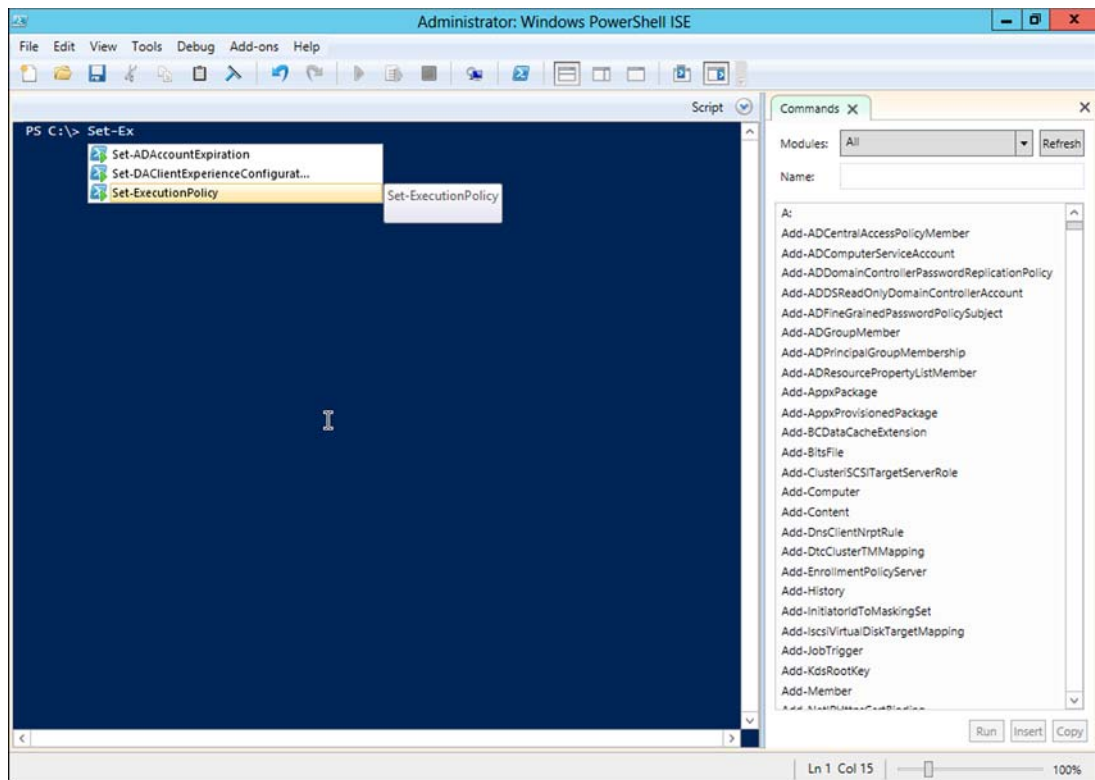 Administrator: Windows PowerShell ISE
File Edit View Tools Debug Add-ons Help
Script
PS C:\> Set-Ex
Set-ADAccountExpiration
Set-DAClientExperienceConfigurat...
Set-ExecutionPolicy
Set-ExecutionPolicy
Commands X
Modules: All Refresh
Name:
A:
Add-ADCentralAccessPolicyMember
Add-ADComputerServiceAccount
Add-ADDomainControllerPasswordReplicationPolicy
Add-ADDSReadOnlyDomainControllerAccount
Add-ADFineGrainedPasswordPolicySubject
Add-ADGroupMember
Add-ADPrincipalGroupMembership
Add-ADResourcePropertyListMember
Add-AppxPackage
Add-AppxProvisionedPackage
Add-BCDataCacheExtension
Add-BitsFile
Add-ClusteriSCSITargetServerRole
Add-Computer
Add-Content
Add-DnsClientNrptRule
Add-DtcClusterTMMapping
Add-EnrollmentPolicyServer
Add-History
Add-InitiatorIdToMaskingSet
Add-IscsiVirtualDiskTargetMapping
Add-JobTrigger
Add-KdsRootKey
Add-Member
Run Insert Copy
Ln 1 Col 15 100%